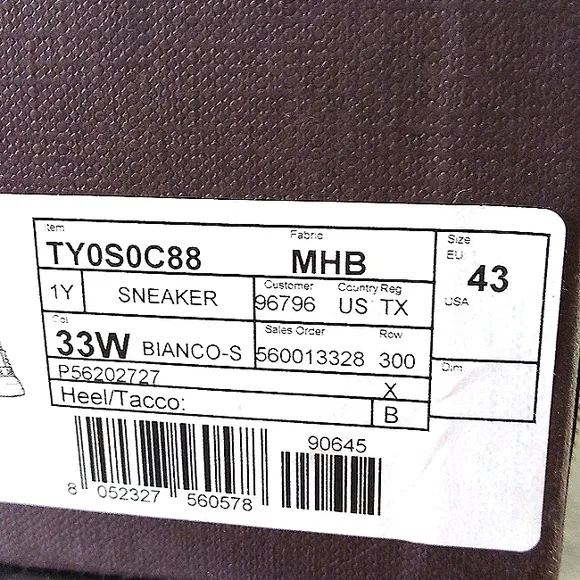 Item
TY0S0C88
Fabric
MHB
Size
EU
43
USA
1Y
SNEAKER
Customer
96796
Country Reg
US TX
Col
33W BIANCO-S
Sales Order
560013328
Row
300
Dim
P56202727
X
Heel/Tacco:
B
90645
8 052327 560578